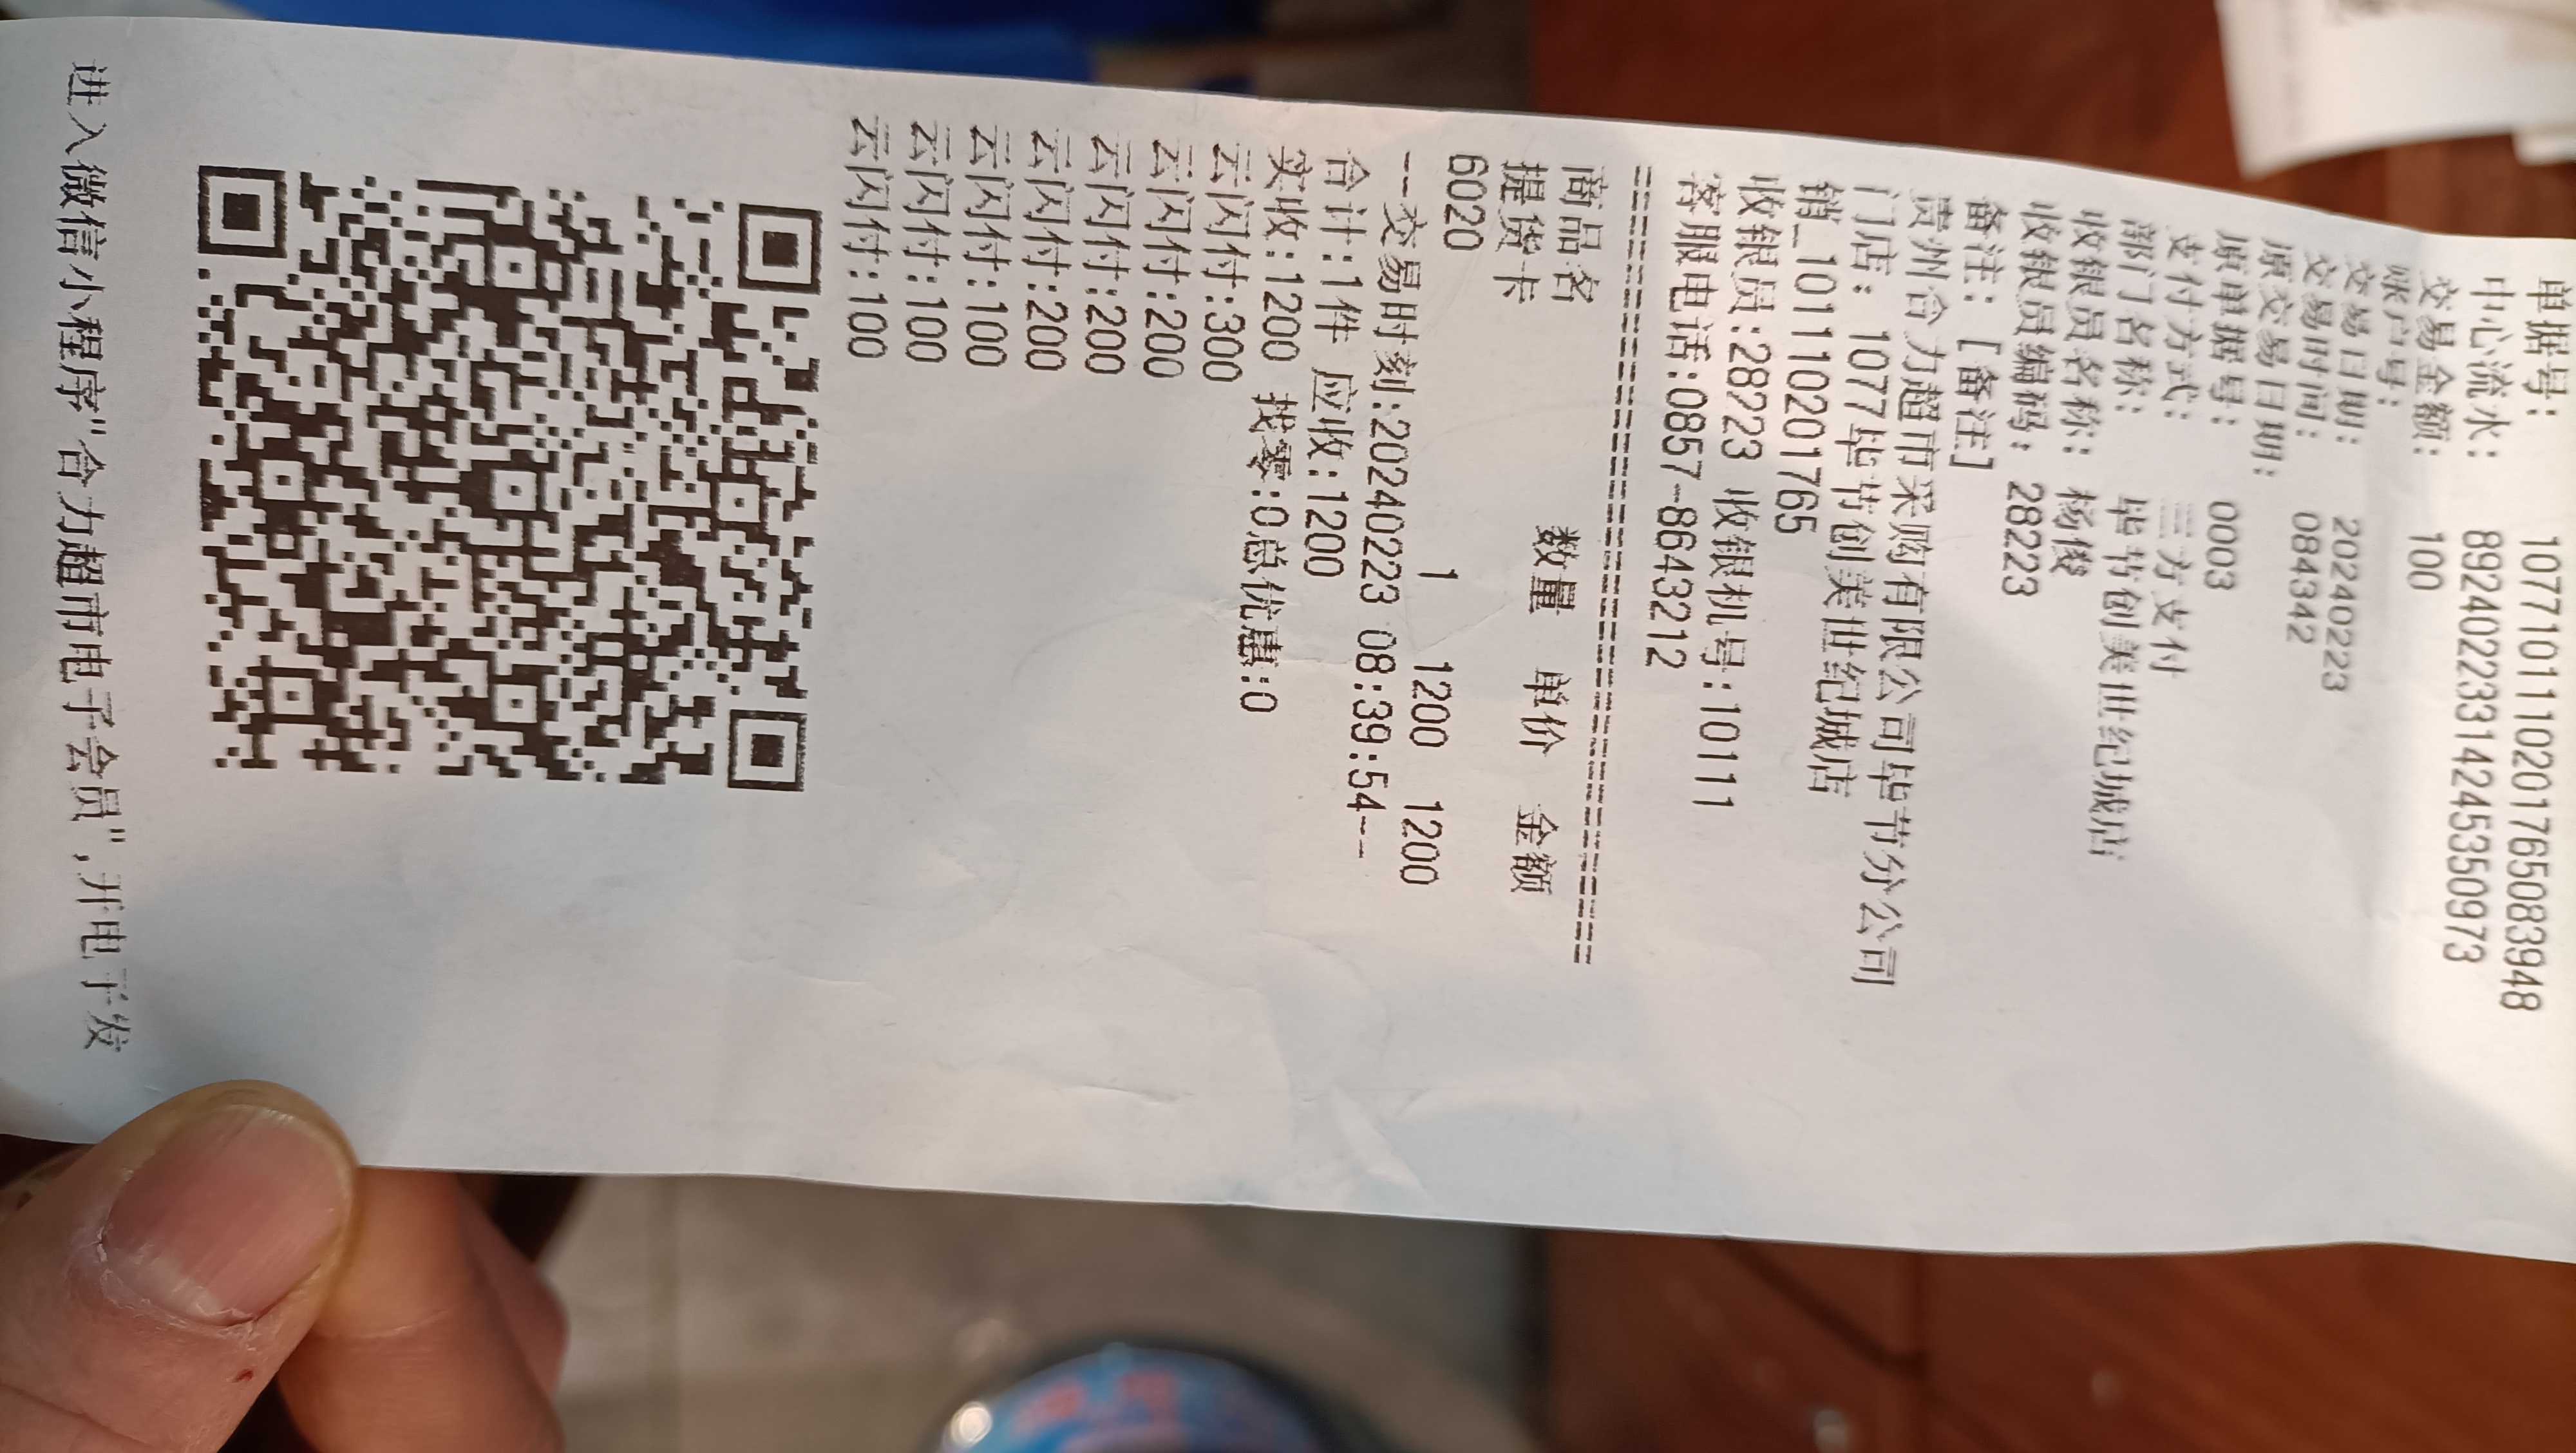 单据号: 1077101110201765083948
中心流水: 892402233142453509​73
交易金额: 100
账户号:
交易日期: 20240223
交易时间: 084342
原交易日期:
原单据号: 0003
支付方式: 三方支付
部门名称: 毕节创美世纪城店
收银员名称: 杨俊
收银员编码: 28223
备注: [备注]
贵州合力超市采购有限公司毕节分公司
门店: 1077毕节创美世纪城店
销_101110201765
收银员:28223 收银机号:10111
客服电话:0857-8643212
================================
商品名 数量 单价 金额
提货卡
6020 1 1200 1200
--交易时刻:20240223 08:39:54--
合计:1件 应收:1200
实收:1200 找零:0总优惠:0
云闪付:300
云闪付:200
云闪付:200
云闪付:200
云闪付:100
云闪付:100
云闪付:100
进入微信小程序"合力超市电子会员",开电子发